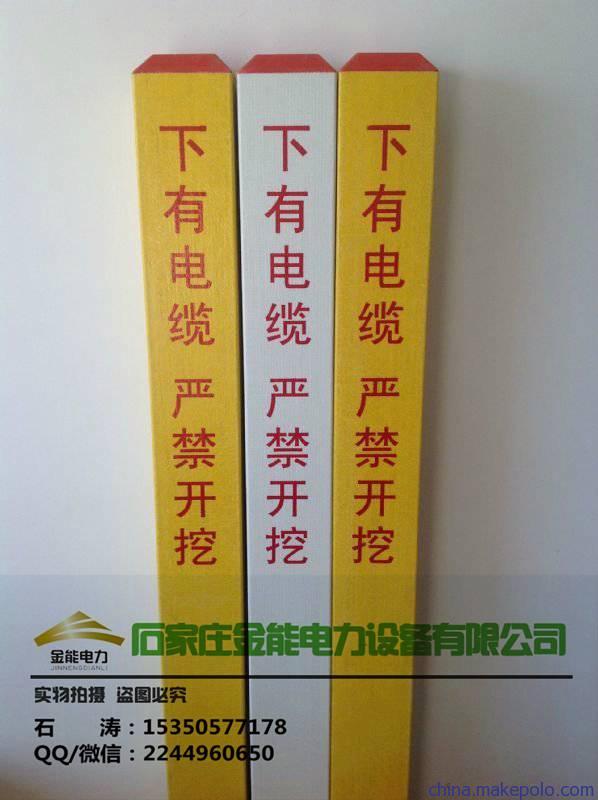 下有电缆 严禁开挖
下有电缆 严禁开挖
下有电缆 严禁开挖
金能电力
JINNENGDIANLI
石家庄金能电力设备有限公司
实物拍摄 盗图必究
石 涛：15350577178
QQ/微信：2244960650
china.makepolo.com